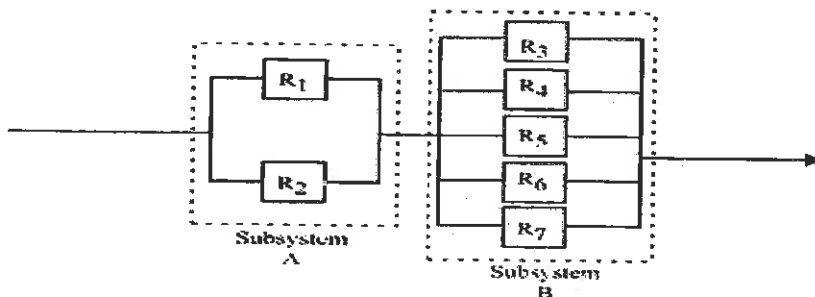 R3
R4
R1
R5
R2
R6
R7
Subsystem
A
Subsystem
B